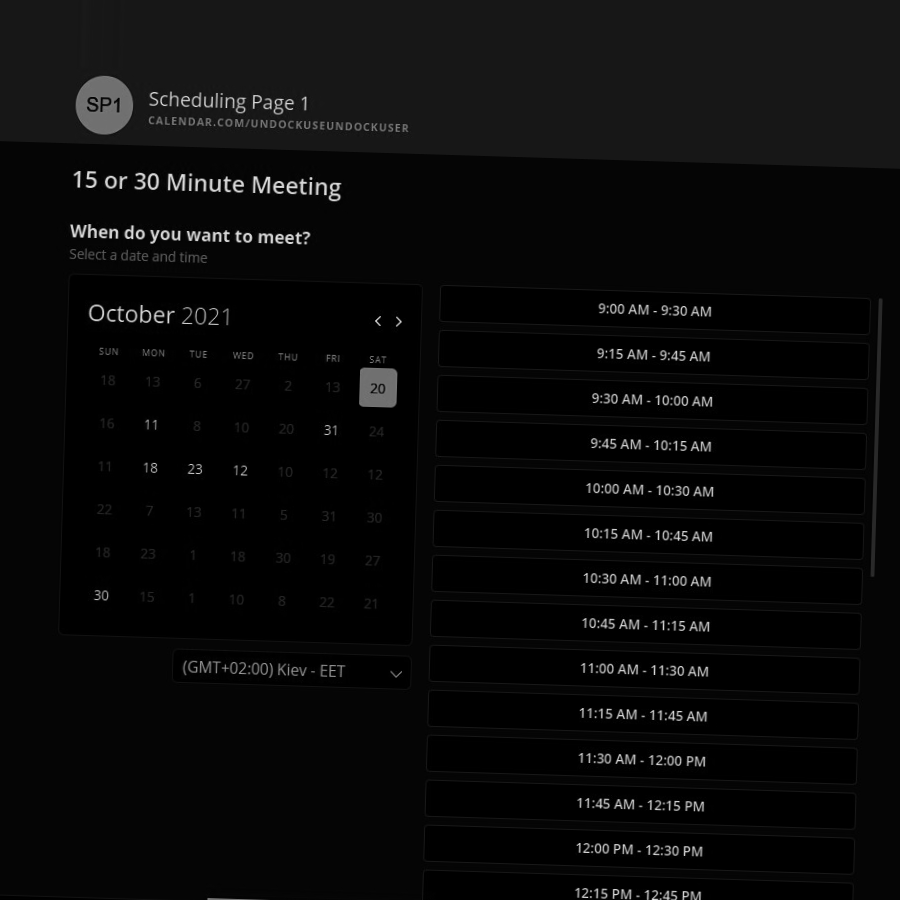 SP1
Scheduling Page 1
CALENDAR.COM/UNDOCKUSEUNDOCKUSER
15 or 30 Minute Meeting
When do you want to meet?
Select a date and time
October 2021
SUN MON TUE WED THU FRI SAT
18 13 6 27 2 13 20
16 11 8 10 20 31 24
11 18 23 12 10 12 12
22 7 13 11 5 31 30
18 23 1 18 30 19 27
30 15 1 10 8 22 21
(GMT+02:00) Kiev - EET
9:00 AM - 9:30 AM
9:15 AM - 9:45 AM
9:30 AM - 10:00 AM
9:45 AM - 10:15 AM
10:00 AM - 10:30 AM
10:15 AM - 10:45 AM
10:30 AM - 11:00 AM
10:45 AM - 11:15 AM
11:00 AM - 11:30 AM
11:15 AM - 11:45 AM
11:30 AM - 12:00 PM
11:45 AM - 12:15 PM
12:00 PM - 12:30 PM
12:15 PM - 12:45 PM